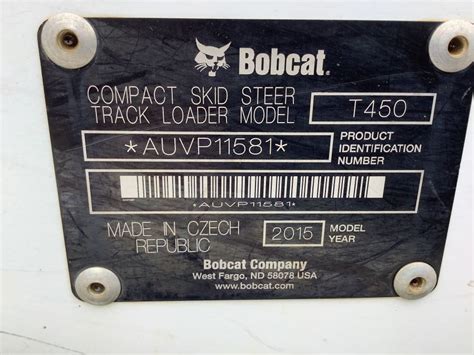 Bobcat.
COMPACT SKID STEER
TRACK LOADER MODEL
T450
*AUVP11581*
PRODUCT
IDENTIFICATION
NUMBER
*AUVP11581*
MADE IN CZECH
REPUBLIC
2015
MODEL
YEAR
Bobcat Company
West Fargo, ND 58078 USA
www.bobcat.com